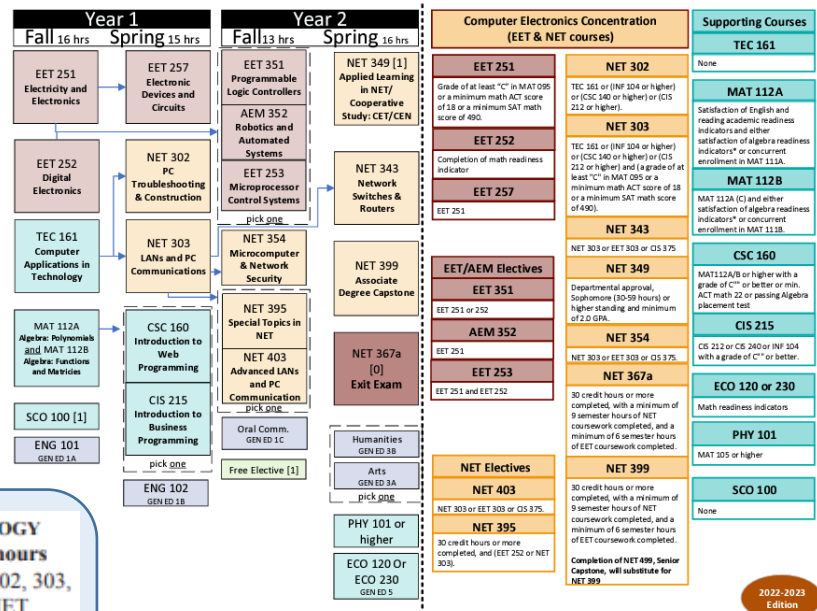 Year 1
Year 2
Fall 16 hrs
Spring 15 hrs
Fall 13 hrs
Spring 16 hrs
EET 251
Electricity and
Electronics
EET 252
Digital
Electronics
TEC 161
Computer
Applications in
Technology
MAT 112A
Algebra: Polynomials
and MAT 112B
Algebra: Functions
and Matricies
SCO 100 [1]
ENG 101
GEN ED 1A
EET 257
Electronic
Devices and
Circuits
NET 302
PC
Troubleshooting
& Construction
NET 303
LANs and PC
Communications
CSC 160
Introduction to
Web
Programming
CIS 215
Introduction to
Business
Programming
pick one
ENG 102
GEN ED 1B
EET 351
Programmable
Logic Controllers
AEM 352
Robotics and
Automated
Systems
EET 253
Microprocessor
Control Systems
pick one
NET 354
Microcomputer
& Network
Security
NET 395
Special Topics in
NET
NET 403
Advanced LANs
and PC
Communication
pick one
Oral Comm.
GEN ED 1C
Free Elective [1]
NET 349 [1]
Applied Learning
in NET/
Cooperative
Study: CET/CEN
NET 343
Network
Switches &
Routers
NET 399
Associate
Degree Capstone
NET 367a
[0]
Exit Exam
Humanities
GEN ED 3B
Arts
GEN ED 3A
pick one
PHY 101 or
higher
ECO 120 Or
ECO 230
GEN ED 5
Computer Electronics Concentration
(EET & NET courses)
EET 251
Grade of at least "C" in MAT 095
or a minimum math ACT score
of 18 or a minimum SAT math
score of 490.
EET 252
Completion of math readiness
indicator
EET 257
EET 251
EET/AEM Electives
EET 351
EET 251 or 252
AEM 352
EET 251
EET 253
EET 251 and EET 252
NET Electives
NET 403
NET 303 or EET 303 or CIS 375.
NET 395
30 credit hours or more
completed, and (EET 252 or NET
303).
NET 302
TEC 161 or (INF 104 or higher)
or (CSC 140 or higher) or (CIS
212 or higher).
NET 303
TEC 161 or (INF 104 or higher)
or (CSC 140 or higher) or (CIS
212 or higher) and (a grade of at
least "C" in MAT 095 or a
minimum math ACT score of 18
or a minimum SAT math score
of 490).
NET 343
NET 303 or EET 303 or CIS 375
NET 349
Departmental approval,
Sophomore (30-59 hours) or
higher standing and minimum
of 2.0 GPA.
NET 354
NET 303 or EET 303 or CIS 375.
NET 367a
30 credit hours or more
completed, with a minimum of
9 semester hours of NET
coursework completed, and a
minimum of 6 semester hours
of EET coursework completed.
NET 399
30 credit hours or more
completed, with a minimum of
9 semester hours of NET
coursework completed, and a
minimum of 6 semester hours
of EET coursework completed.
Completion of NET 499, Senior
Capstone, will substitute for
NET 399
Supporting Courses
TEC 161
None
MAT 112A
Satisfaction of English and
reading academic readiness
indicators and either
satisfaction of algebra readiness
indicators* or concurrent
enrollment in MAT 111A.
MAT 112B
MAT 112A (C) and either
satisfaction of algebra readiness
indicators* or concurrent
enrollment in MAT 111B.
CSC 160
MAT112A/B or higher with a
grade of C"" or better or min.
ACT math 22 or passing Algebra
placement test
CIS 215
CIS 212 or CIS 240 or INF 104
with a grade of C"" or better.
ECO 120 or 230
Math readiness indicators
PHY 101
MAT 105 or higher
SCO 100
None
OGY
hours
02, 303,
NET
2022-2023
Edition